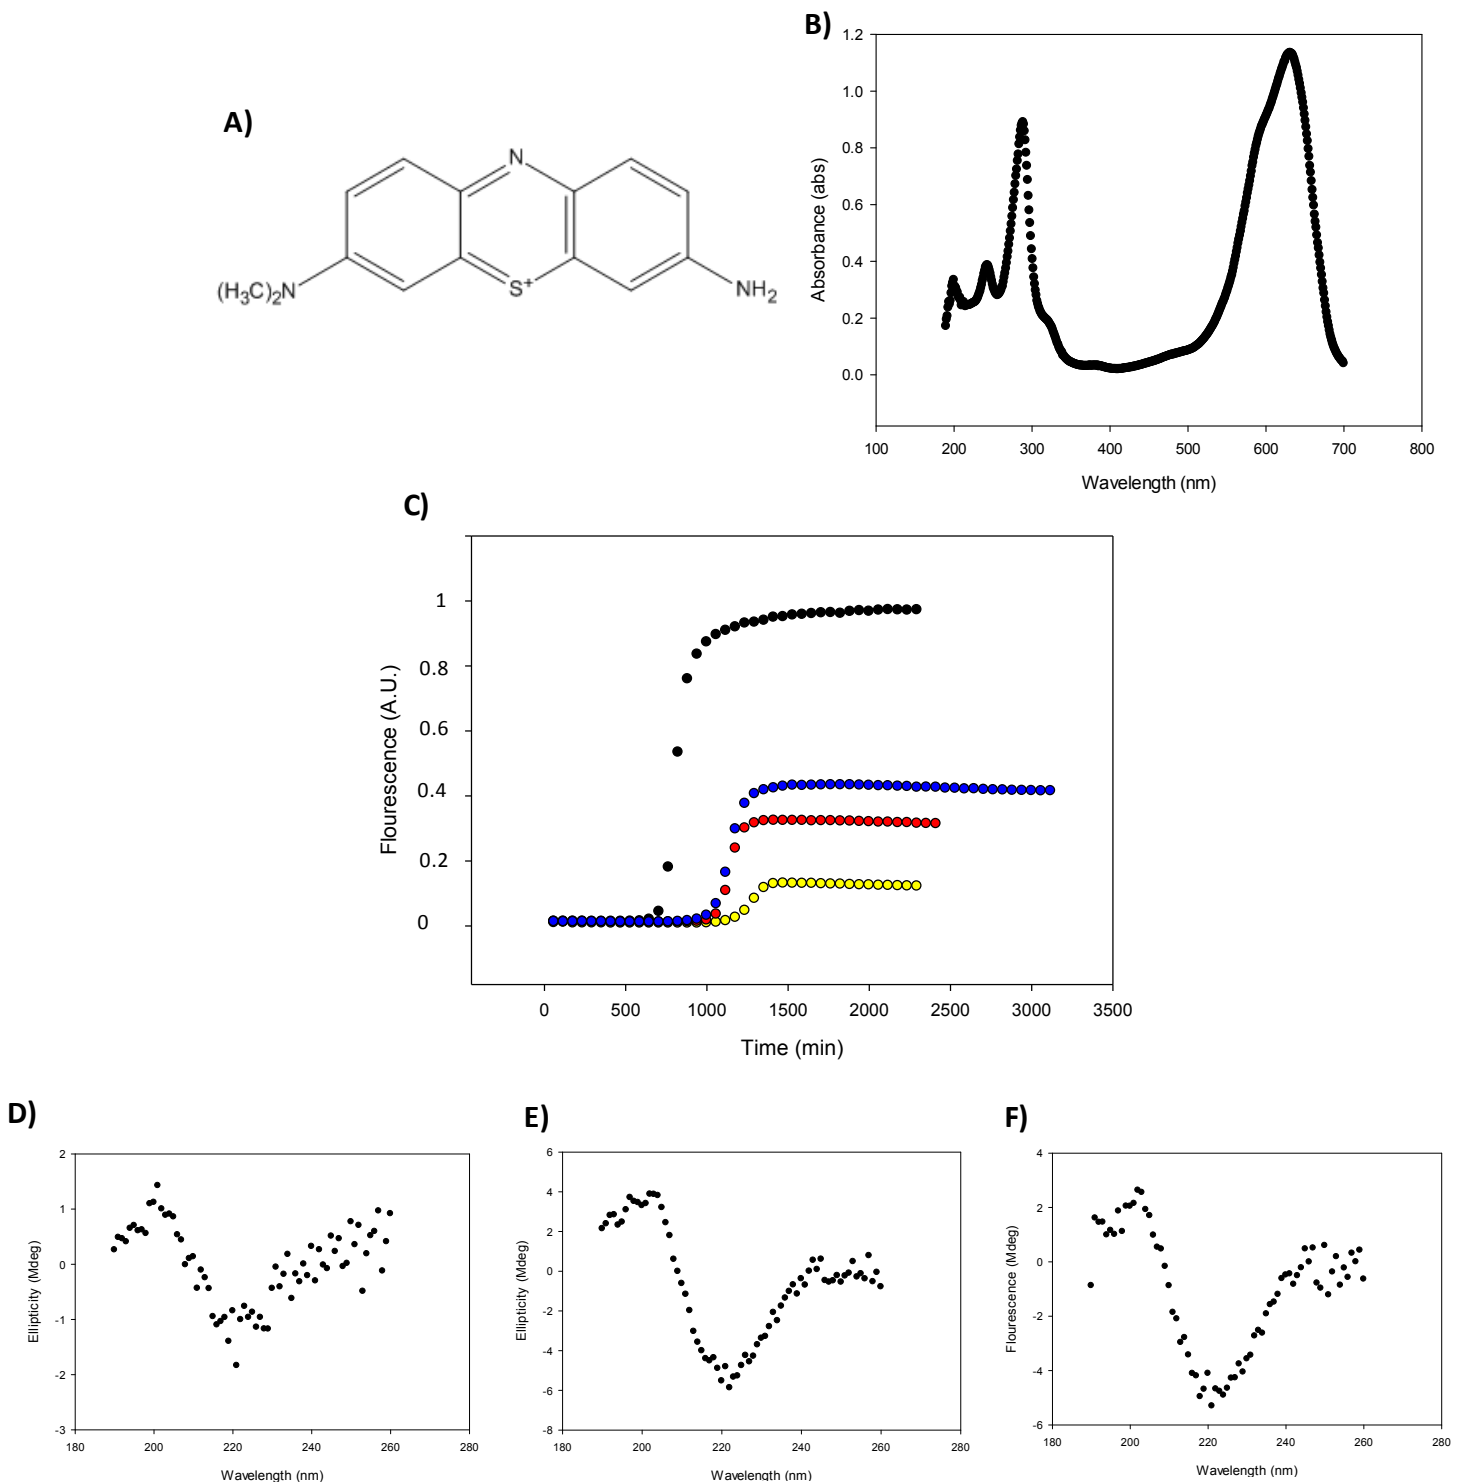 A)
N
(H₃C)₂N
S⁺
NH₂
B)
1.2
1.0
0.8
0.6
0.4
0.2
0.0
Absorbance (abs)
100 200 300 400 500 600 700 800
Wavelength (nm)
C)
1
0.8
0.6
0.4
0.2
0
Flourescence (A.U.)
0 500 1000 1500 2000 2500 3000 3500
Time (min)
D)
2
1
0
-1
-2
-3
Ellipticity (Mdeg)
180 200 220 240 260 280
Wavelength (nm)
E)
6
4
2
0
-2
-4
-6
-8
Ellipticity (Mdeg)
180 200 220 240 260 280
Wavelength (nm)
F)
4
2
0
-2
-4
-6
Flourescence (Mdeg)
180 200 220 240 260 280
Wavelength (nm)